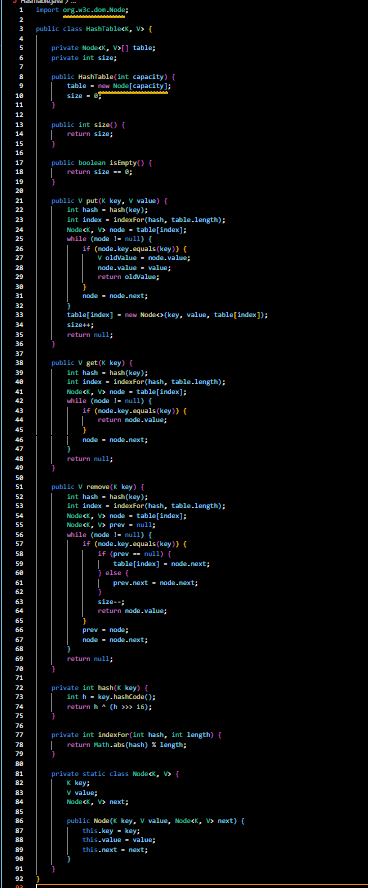 HashTable.java > ...
1 import org.w3c.dom.Node;
2
3 public class HashTable<K, V> {
4
5 private Node<K, V>[] table;
6 private int size;
7
8 public HashTable(int capacity) {
9 table = new Node[capacity];
10 size = 0;
11 }
12
13 public int size() {
14 return size;
15 }
16
17 public boolean isEmpty() {
18 return size == 0;
19 }
20
21 public V put(K key, V value) {
22 int hash = hash(key);
23 int index = indexFor(hash, table.length);
24 Node<K, V> node = table[index];
25 while (node != null) {
26 if (node.key.equals(key)) {
27 V oldValue = node.value;
28 node.value = value;
29 return oldValue;
30 }
31 node = node.next;
32 }
33 table[index] = new Node<>(key, value, table[index]);
34 size++;
35 return null;
36 }
37
38 public V get(K key) {
39 int hash = hash(key);
40 int index = indexFor(hash, table.length);
41 Node<K, V> node = table[index];
42 while (node != null) {
43 if (node.key.equals(key)) {
44 return node.value;
45 }
46 node = node.next;
47 }
48 return null;
49 }
50
51 public V remove(K key) {
52 int hash = hash(key);
53 int index = indexFor(hash, table.length);
54 Node<K, V> node = table[index];
55 Node<K, V> prev = null;
56 while (node != null) {
57 if (node.key.equals(key)) {
58 if (prev == null) {
59 table[index] = node.next;
60 } else {
61 prev.next = node.next;
62 }
63 size--;
64 return node.value;
65 }
66 prev = node;
67 node = node.next;
68 }
69 return null;
70 }
71
72 private int hash(K key) {
73 int h = key.hashCode();
74 return h ^ (h >>> 16);
75 }
76
77 private int indexFor(int hash, int length) {
78 return Math.abs(hash) % length;
79 }
80
81 private static class Node<K, V> {
82 K key;
83 V value;
84 Node<K, V> next;
85
86 public Node(K key, V value, Node<K, V> next) {
87 this.key = key;
88 this.value = value;
89 this.next = next;
90 }
91 }
92 }
93